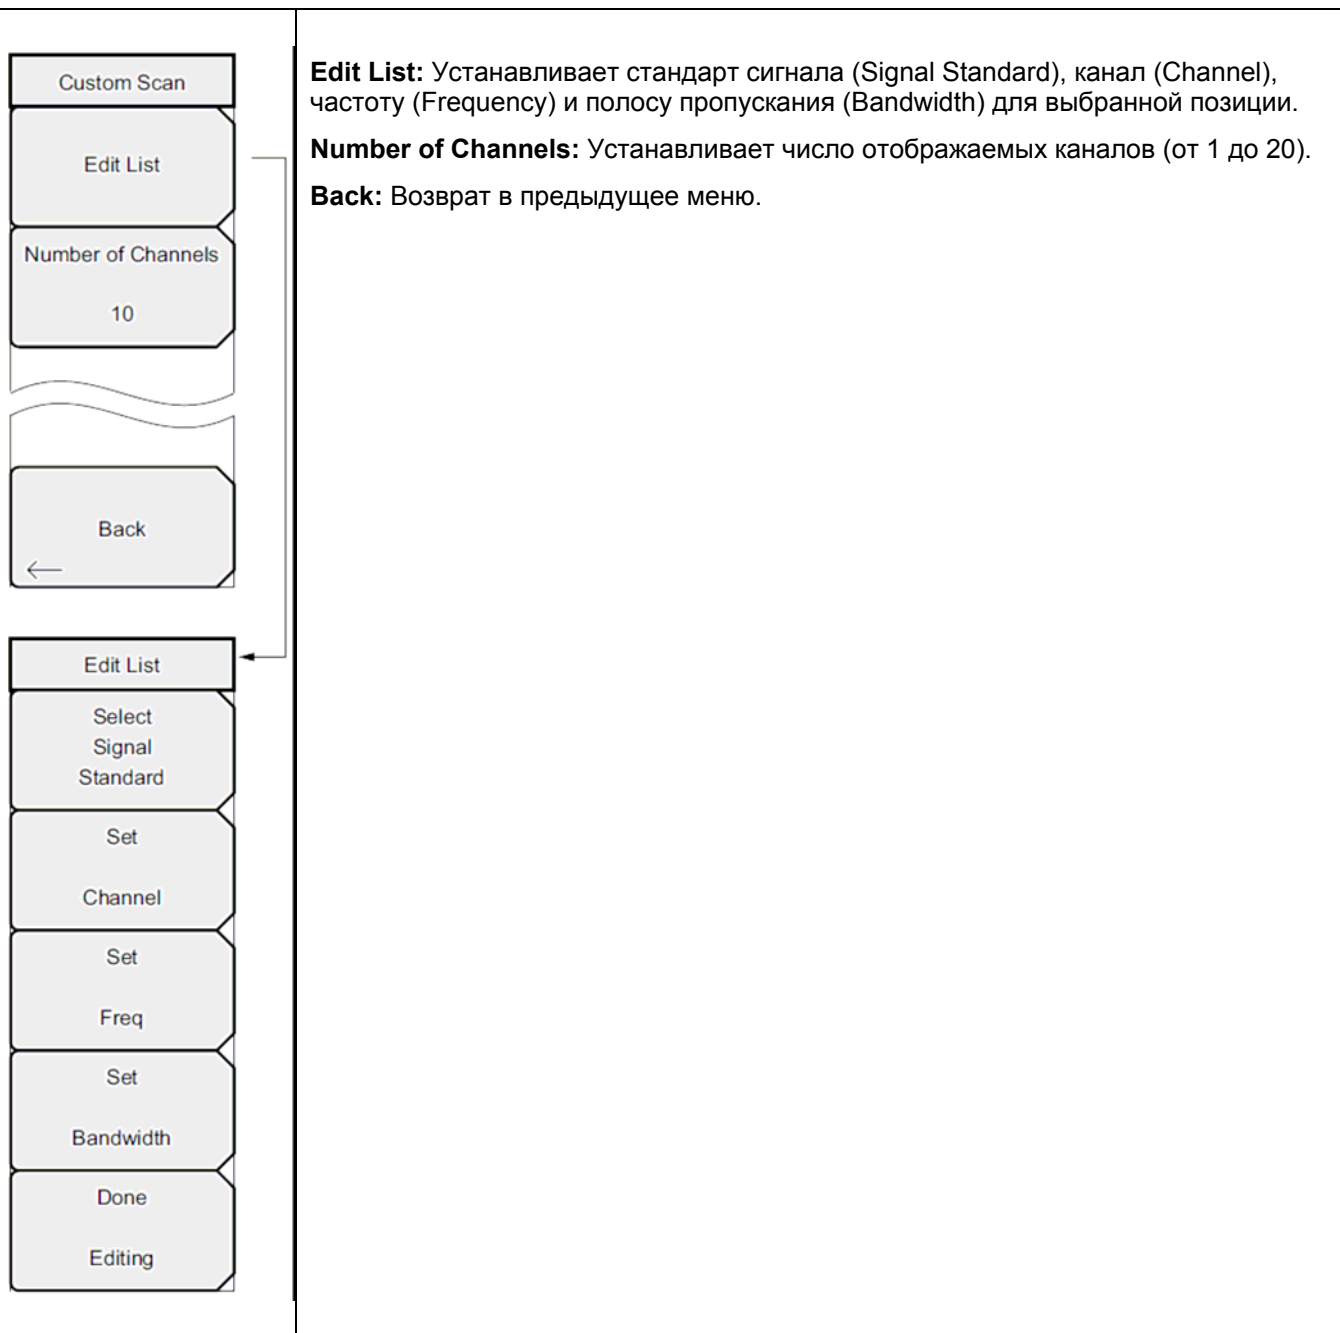 Custom Scan
Edit List
Number of Channels
10
Back
Edit List
Select
Signal
Standard
Set
Channel
Set
Freq
Set
Bandwidth
Done
Editing
Edit List: Устанавливает стандарт сигнала (Signal Standard), канал (Channel),
частоту (Frequency) и полосу пропускания (Bandwidth) для выбранной позиции.
Number of Channels: Устанавливает число отображаемых каналов (от 1 до 20).
Back: Возврат в предыдущее меню.